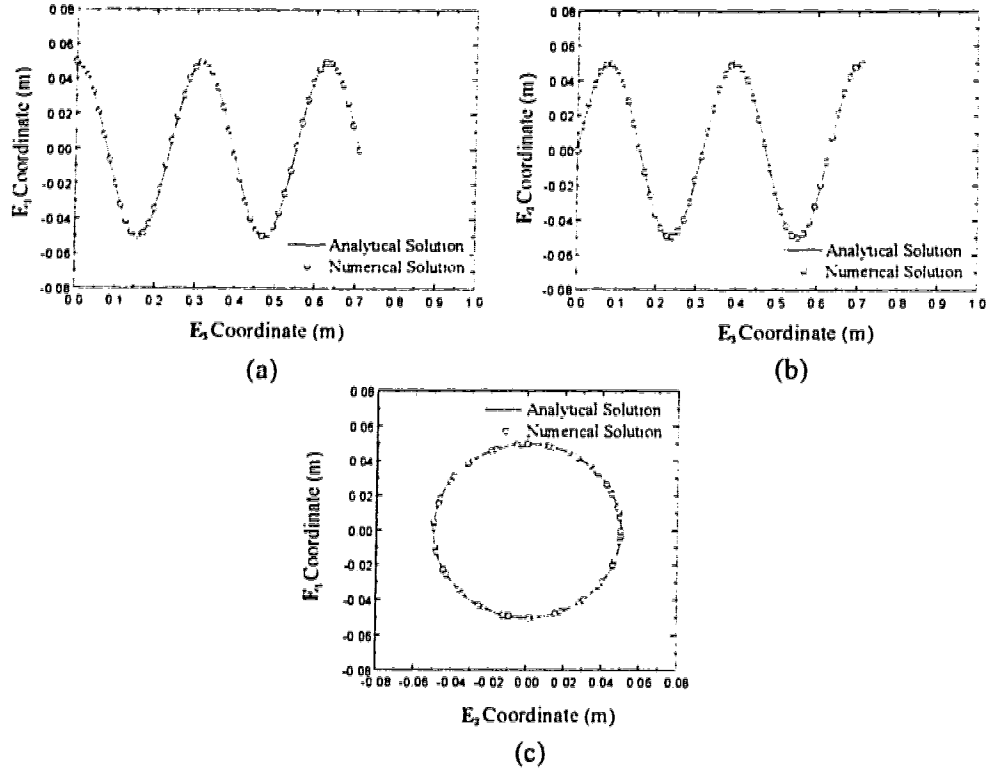 0 08
0 06
0 04
0 02
0 00
-0 02
-0 04
-0 06
-0 08
E₁ Coordinate (m)
Analytical Solution
Numerical Solution
0 0 0 1 0 2 0 3 0 4 0 5 0 6 0 7 0 8 0 9 1 0
E₃ Coordinate (m)
(a)
0 08
0 06
0 04
0 02
0 00
-0 02
-0 04
-0 06
-0 08
Coordinate (m)
Analytical Solution
Numerical Solution
0 0 0 1 0 2 0 3 0 4 0 5 0 6 0 7 0 8 0 9 1 0
E₃ Coordinate (m)
(b)
0 08
0 06
0 04
0 02
0 00
-0 02
-0 04
-0 06
-0 08
E₁ Coordinate (m)
Analytical Solution
Numerical Solution
-0 08 -0 06 -0 04 -0 02 0 00 0 02 0 04 0 06 0 08
E₂ Coordinate (m)
(c)